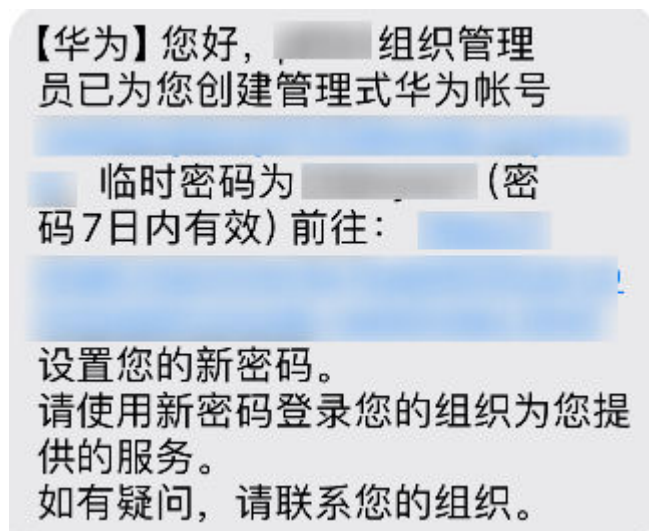 【华为】您好， 组织管理
员已为您创建管理式华为帐号
临时密码为 （密
码7日内有效）前往：
设置您的新密码。
请使用新密码登录您的组织为您提
供的服务。
如有疑问，请联系您的组织。